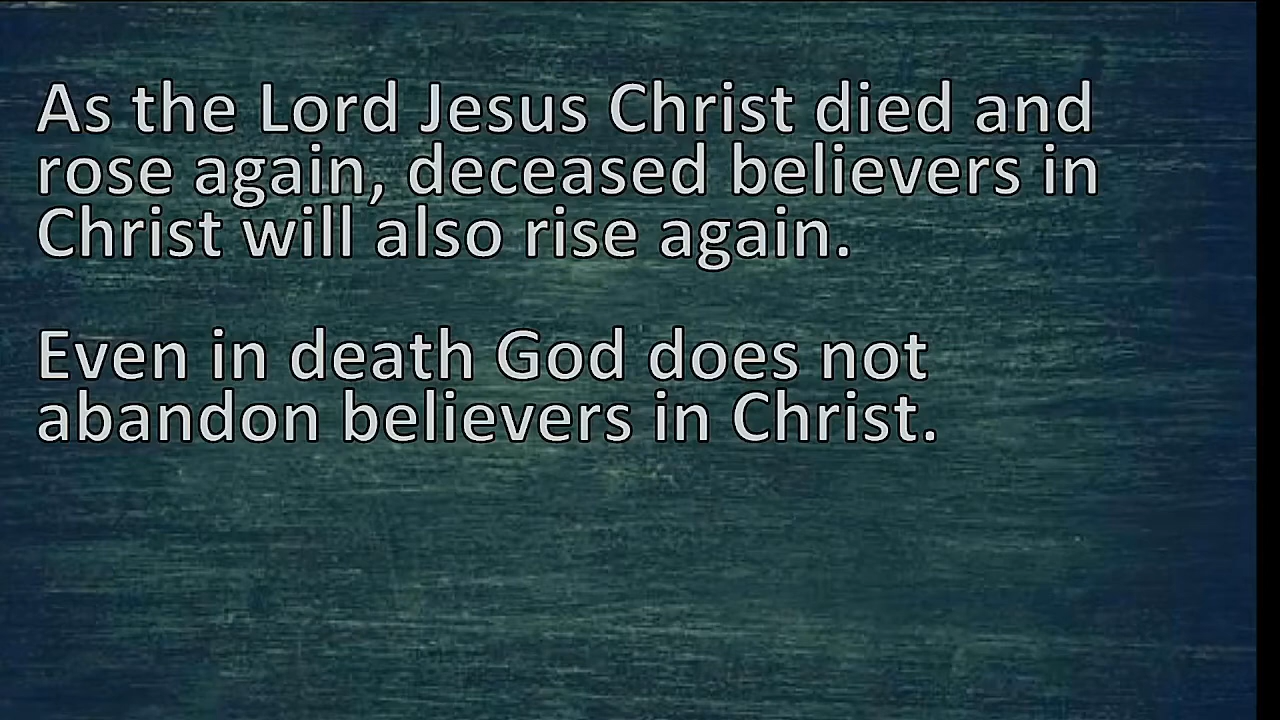 As the Lord Jesus Christ died and
rose again, deceased believers in
Christ will also rise again.
Even in death God does not
abandon believers in Christ.